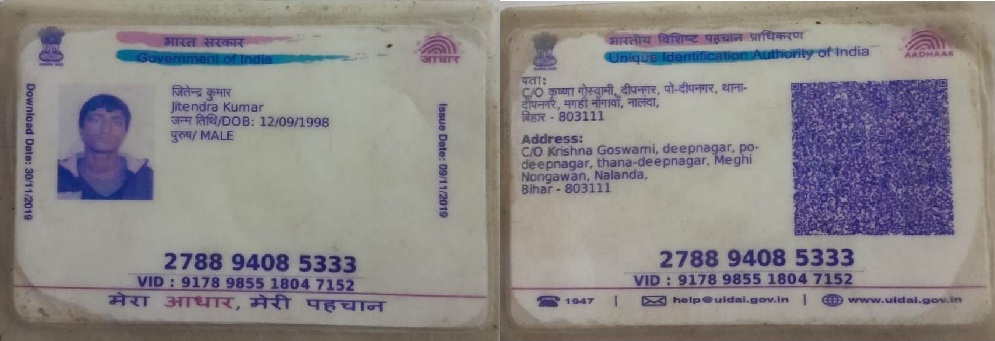 भारत सरकार
Government of India
आधार
Download Date: 30/11/2019
जितेन्द्र कुमार
Jitendra Kumar
जन्म तिथि/DOB: 12/09/1998
पुरुष/ MALE
Issue Date: 09/11/2019
2788 9408 5333
VID : 9178 9855 1804 7152
मेरा आधार, मेरी पहचान
भारतीय विशिष्ट पहचान प्राधिकरण
Unique Identification Authority of India
AADHAAR
पता:
C/O कृष्णा गोस्वामी, दीपनगर, पो-दीपनगर, थाना-
दीपनगर, मेघी नोंगावां, नालंदा,
बिहार - 803111
Address:
C/O Krishna Goswami, deepnagar, po-
deepnagar, thana-deepnagar, Meghi
Nongawan, Nalanda,
Bihar - 803111
2788 9408 5333
VID : 9178 9855 1804 7152
1947 | help@uidai.gov.in | www.uidai.gov.in